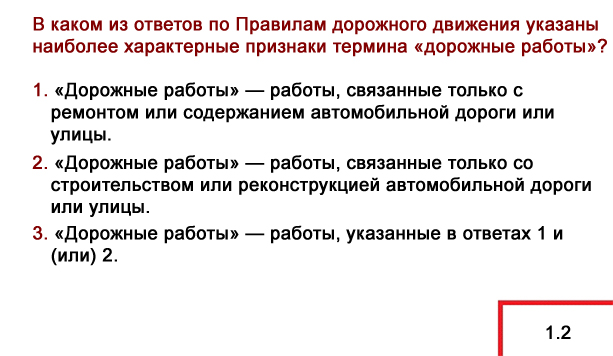 В каком из ответов по Правилам дорожного движения указаны
наиболее характерные признаки термина «дорожные работы»?
1. «Дорожные работы» — работы, связанные только с
ремонтом или содержанием автомобильной дороги или
улицы.
2. «Дорожные работы» — работы, связанные только со
строительством или реконструкцией автомобильной дороги
или улицы.
3. «Дорожные работы» — работы, указанные в ответах 1 и
(или) 2.
1.2